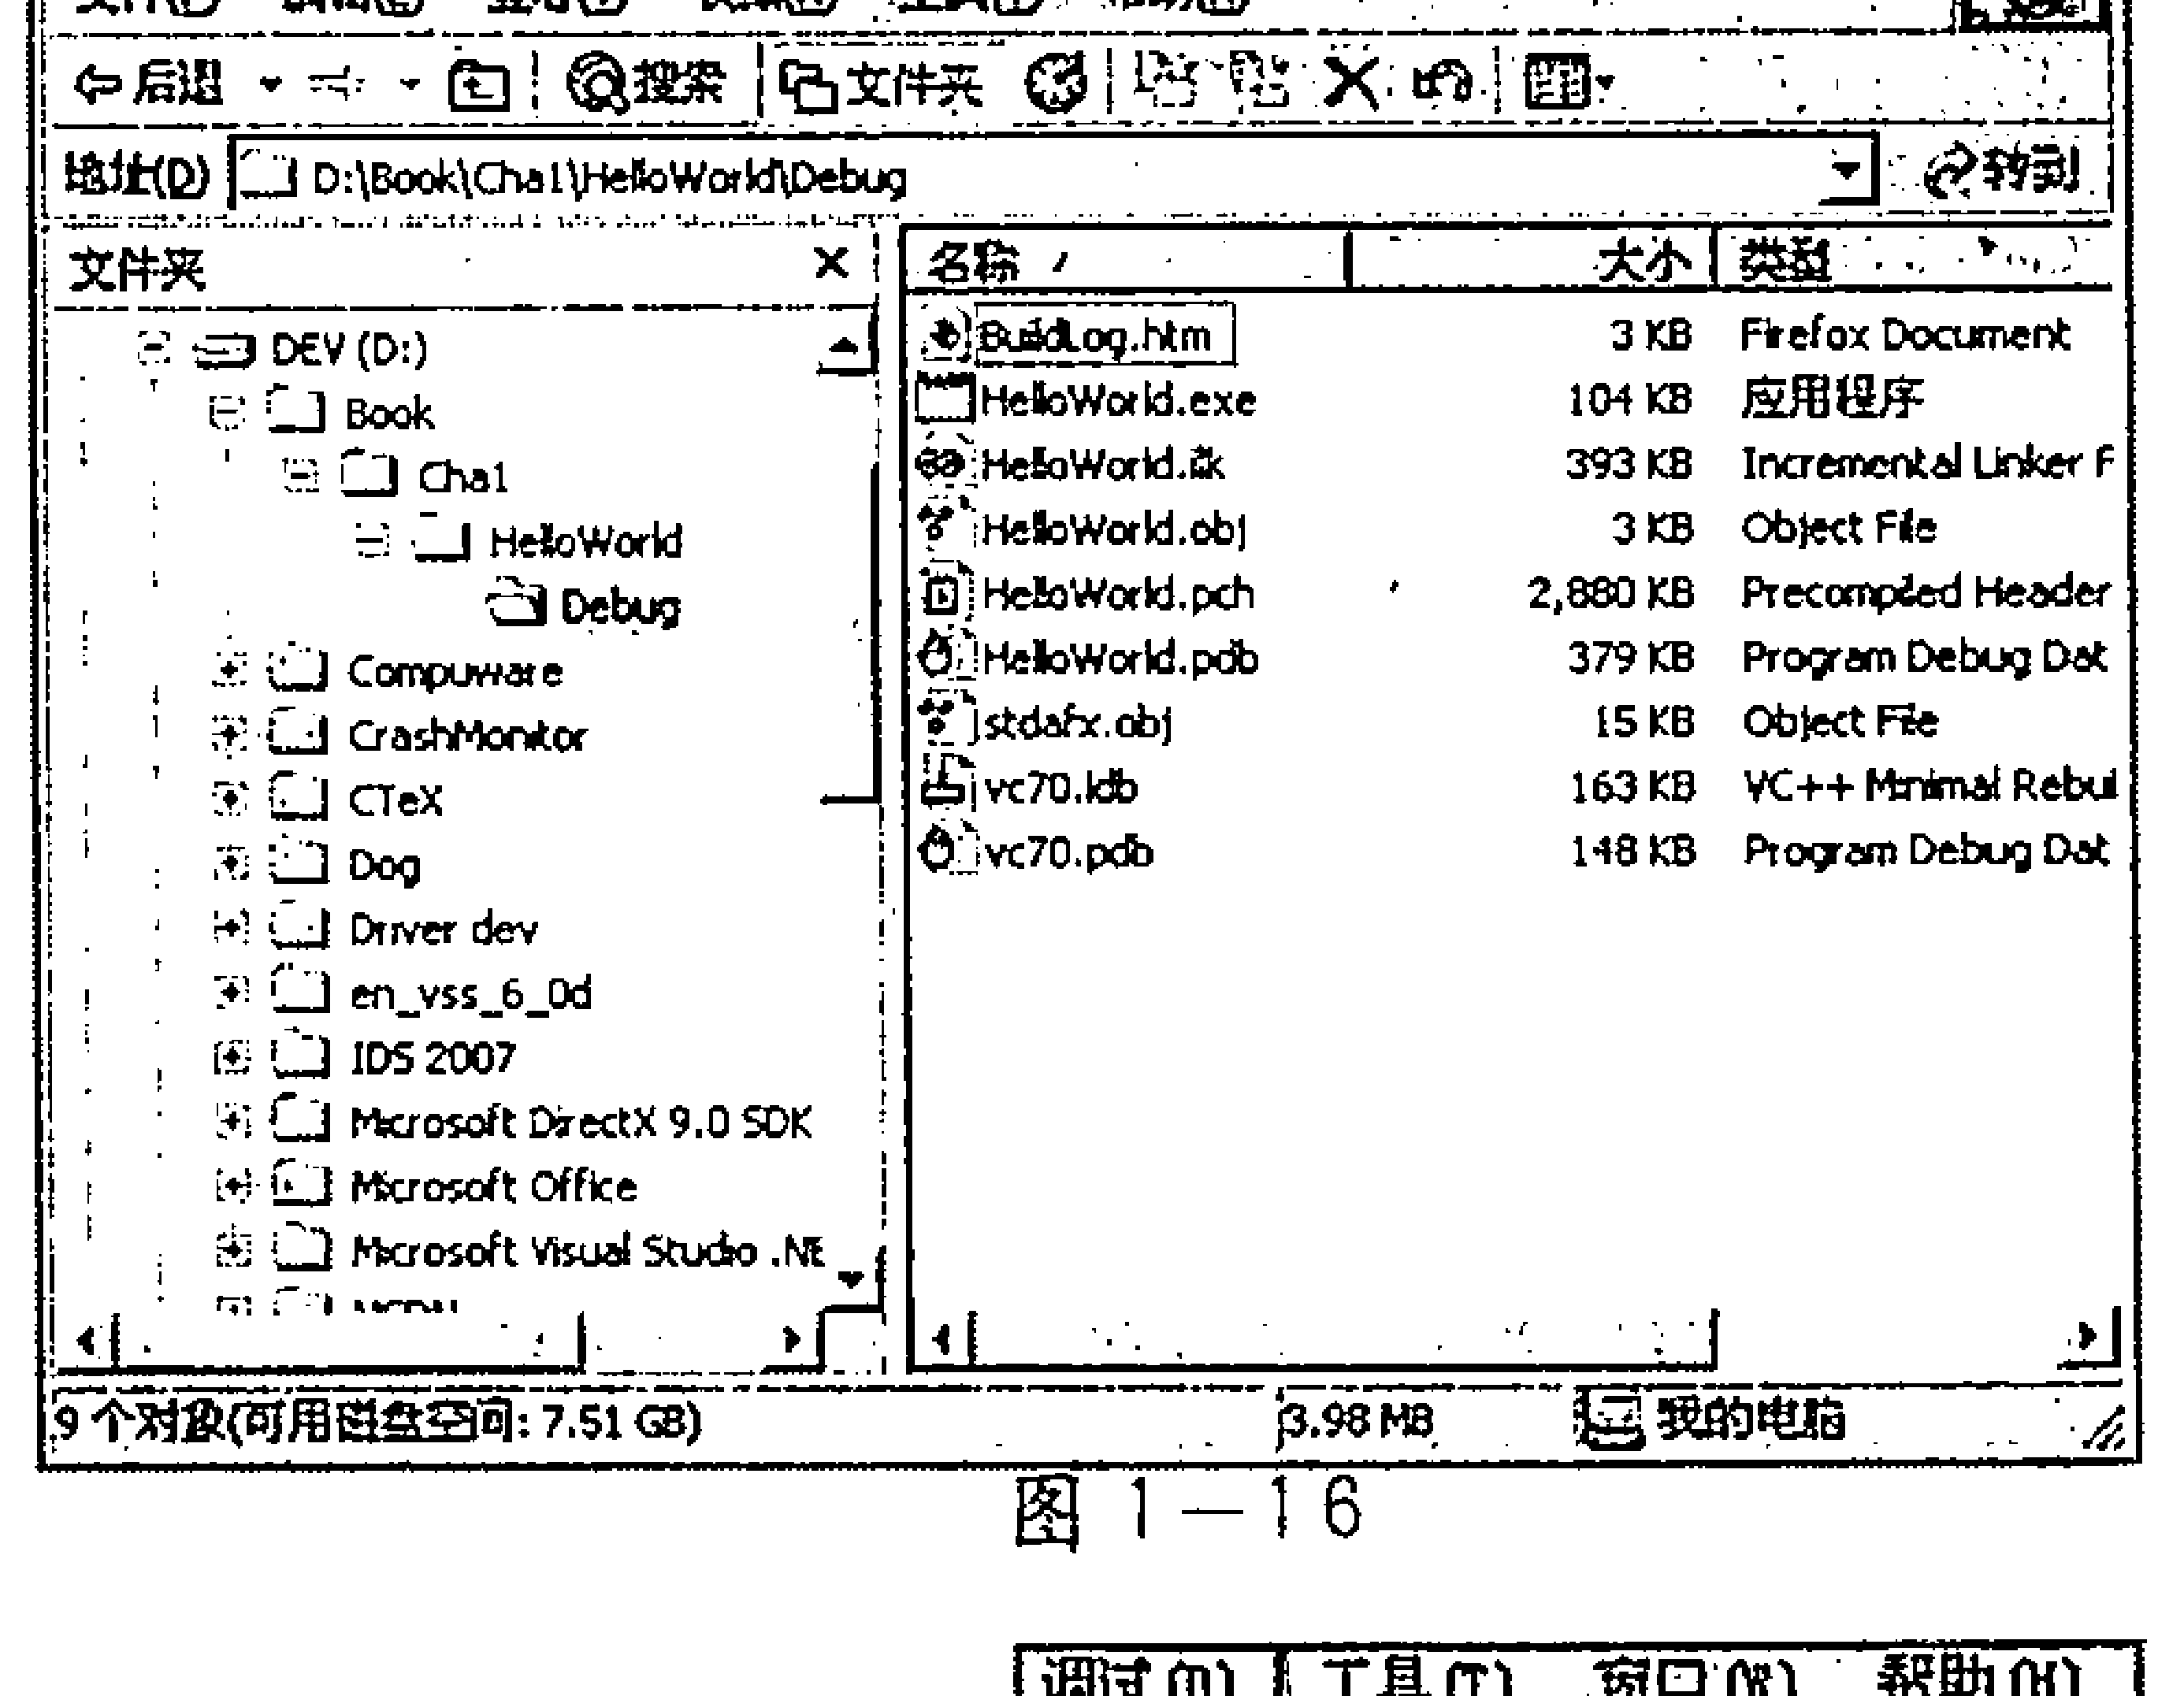 后退 搜索 文件夹
地址(D) D:\Book\Cha1\HelloWorld\Debug 转到
文件夹
DEV (D:)
Book
Cha1
HelloWorld
Debug
Compuware
CrashMonitor
CTeX
Dog
Driver dev
en_vss_6_0d
IDS 2007
Microsoft DirectX 9.0 SDK
Microsoft Office
Microsoft Visual Studio .NE
名称 大小 类型
BuildLog.htm 3 KB Firefox Document
HelloWorld.exe 104 KB 应用程序
HelloWorld.ilk 393 KB Incremental Linker F
HelloWorld.obj 3 KB Object File
HelloWorld.pch 2,880 KB Precompiled Header
HelloWorld.pdb 379 KB Program Debug Dat
stdafx.obj 15 KB Object File
vc70.idb 163 KB VC++ Minimal Rebuil
vc70.pdb 148 KB Program Debug Dat
9 个对象(可用磁盘空间: 7.51 GB) 3.98 MB 我的电脑
图 1—16
调试(D) 工具(T) 窗口(W) 帮助(H)